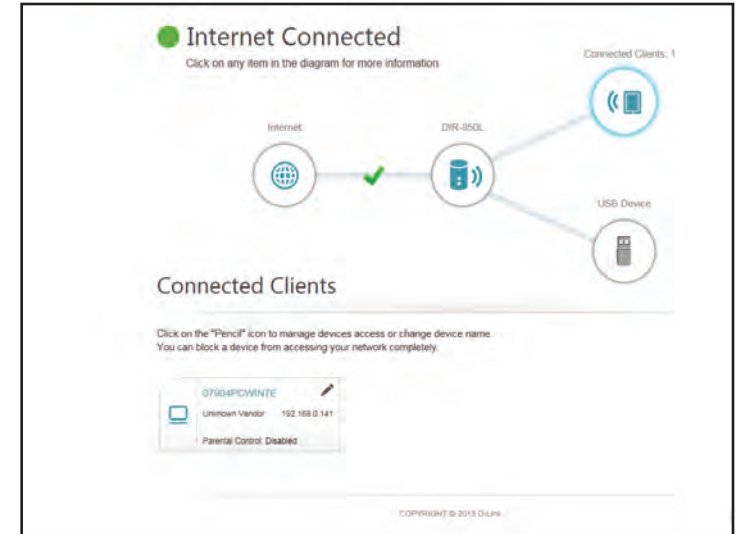 Internet Connected
Click on any item in the diagram for more information
Connected Clients: 1
Internet
DIR-850L
USB Device
Connected Clients
Click on the "Pencil" icon to manage devices access or change device name.
You can block a device from accessing your network completely.
07904PCWIN7E
Unknown Vendor 192.168.0.141
Parental Control: Disabled
COPYRIGHT © 2013 D-Link